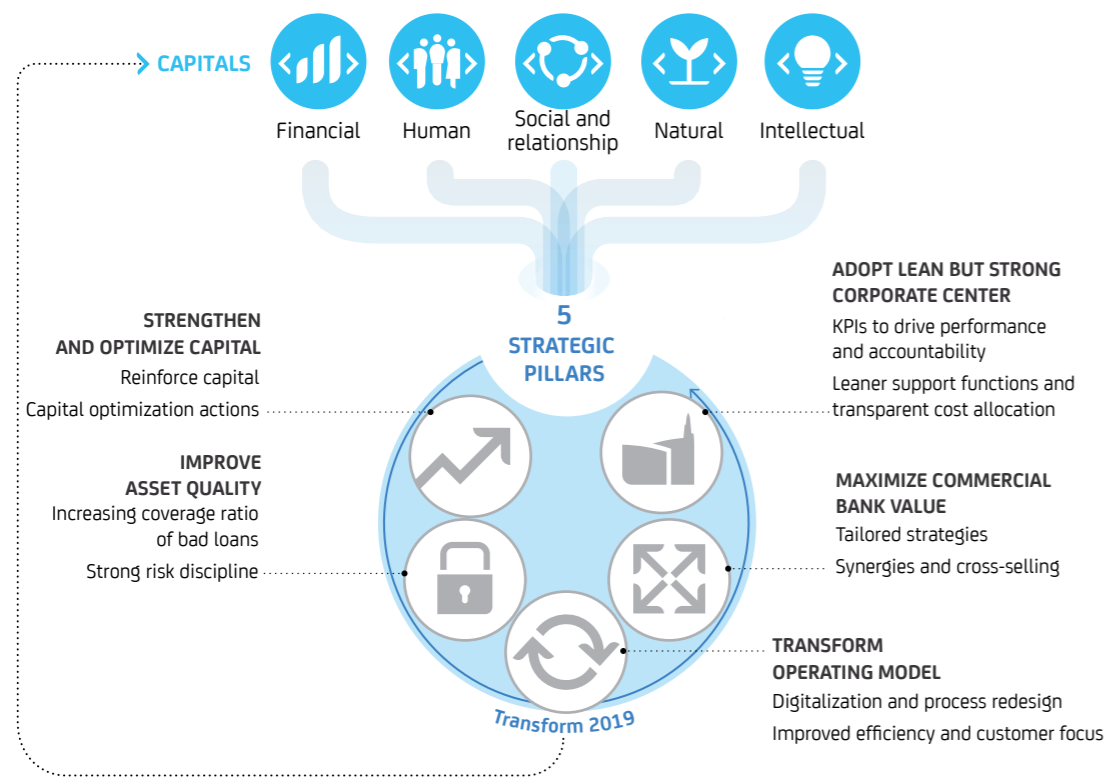 CAPITALS
Financial
Human
Social and
relationship
Natural
Intellectual
5
STRATEGIC
PILLARS
STRENGTHEN
AND OPTIMIZE CAPITAL
Reinforce capital
Capital optimization actions
IMPROVE
ASSET QUALITY
Increasing coverage ratio
of bad loans
Strong risk discipline
ADOPT LEAN BUT STRONG
CORPORATE CENTER
KPIs to drive performance
and accountability
Leaner support functions and
transparent cost allocation
MAXIMIZE COMMERCIAL
BANK VALUE
Tailored strategies
Synergies and cross-selling
TRANSFORM
OPERATING MODEL
Digitalization and process redesign
Improved efficiency and customer focus
Transform 2019